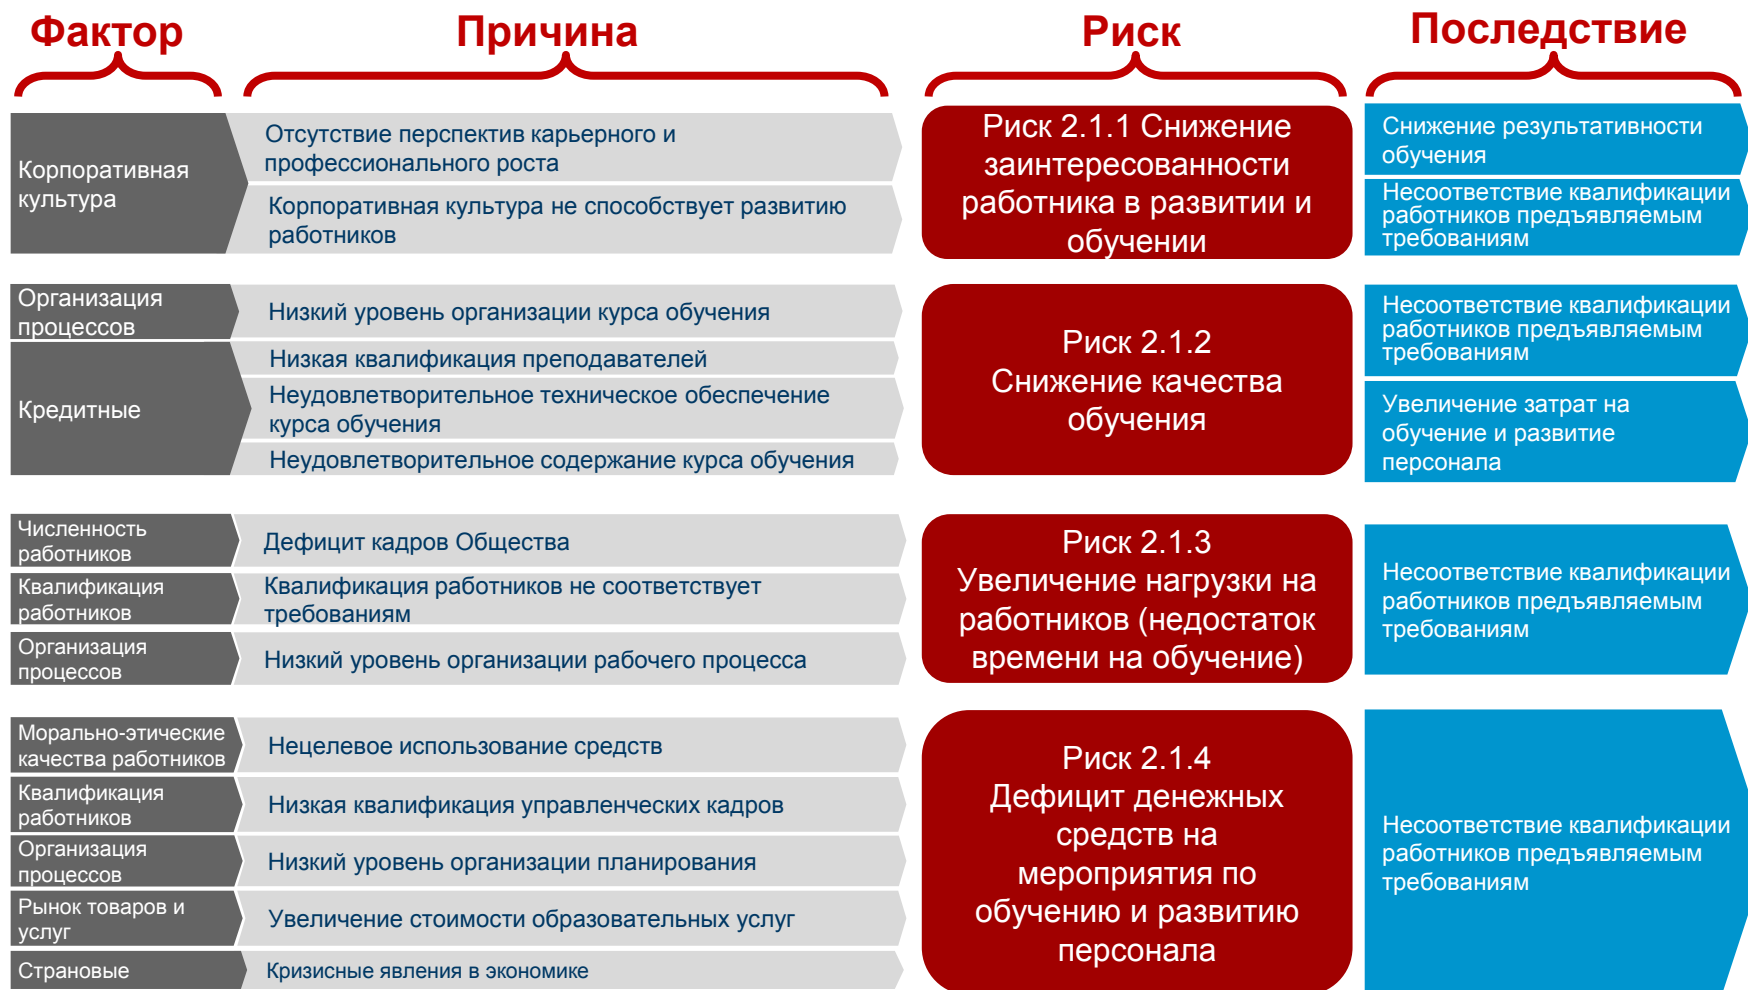 Фактор
Причина
Риск
Последствие
Корпоративная
культура
Отсутствие перспектив карьерного и
профессионального роста
Корпоративная культура не способствует развитию
работников
Риск 2.1.1 Снижение
заинтересованности
работника в развитии и
обучении
Снижение результативности
обучения
Несоответствие квалификации
работников предъявляемым
требованиям
Организация
процессов
Низкий уровень организации курса обучения
Кредитные
Низкая квалификация преподавателей
Неудовлетворительное техническое обеспечение
курса обучения
Неудовлетворительное содержание курса обучения
Риск 2.1.2
Снижение качества
обучения
Несоответствие квалификации
работников предъявляемым
требованиям
Увеличение затрат на
обучение и развитие
персонала
Численность
работников
Дефицит кадров Общества
Квалификация
работников
Квалификация работников не соответствует
требованиям
Организация
процессов
Низкий уровень организации рабочего процесса
Риск 2.1.3
Увеличение нагрузки на
работников (недостаток
времени на обучение)
Несоответствие квалификации
работников предъявляемым
требованиям
Морально-этические
качества работников
Нецелевое использование средств
Квалификация
работников
Низкая квалификация управленческих кадров
Организация
процессов
Низкий уровень организации планирования
Рынок товаров и
услуг
Увеличение стоимости образовательных услуг
Страновые
Кризисные явления в экономике
Риск 2.1.4
Дефицит денежных
средств на
мероприятия по
обучению и развитию
персонала
Несоответствие квалификации
работников предъявляемым
требованиям